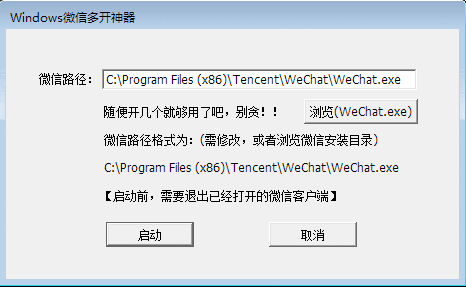 Windows微信多开神器
微信路径： C:\Program Files (x86)\Tencent\WeChat\WeChat.exe
随便开几个就够用了吧，别贪！！ 浏览(WeChat.exe)
微信路径格式为：(需修改，或者浏览微信安装目录)
C:\Program Files (x86)\Tencent\WeChat\WeChat.exe
【启动前，需要退出已经打开的微信客户端】
启动 取消